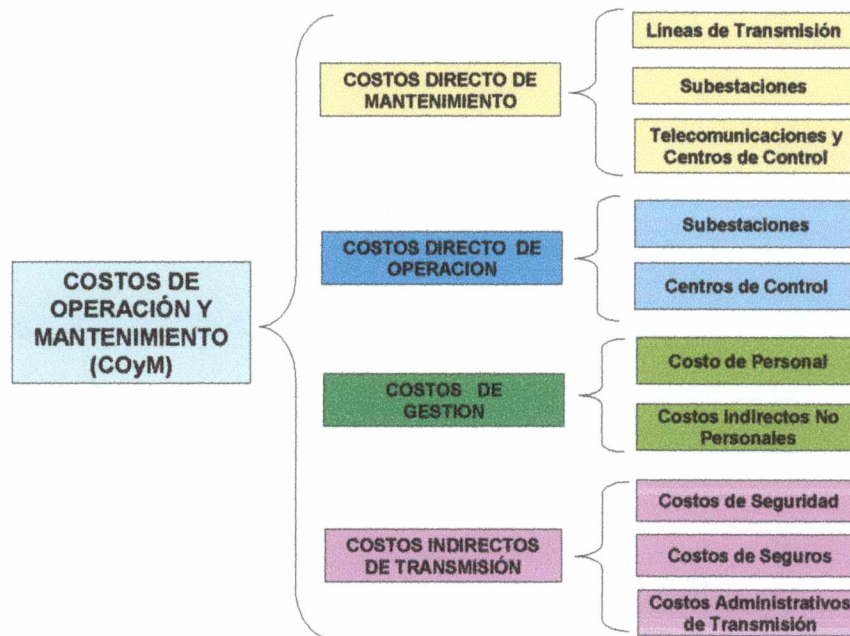 COSTOS DE
OPERACIÓN Y
MANTENIMIENTO
(COyM)
COSTOS DIRECTO DE
MANTENIMIENTO
Líneas de Transmisión
Subestaciones
Telecomunicaciones y
Centros de Control
COSTOS DIRECTO DE
OPERACION
Subestaciones
Centros de Control
COSTOS DE
GESTION
Costo de Personal
Costos Indirectos No
Personales
COSTOS INDIRECTOS
DE TRANSMISIÓN
Costos de Seguridad
Costos de Seguros
Costos Administrativos
de Transmisión